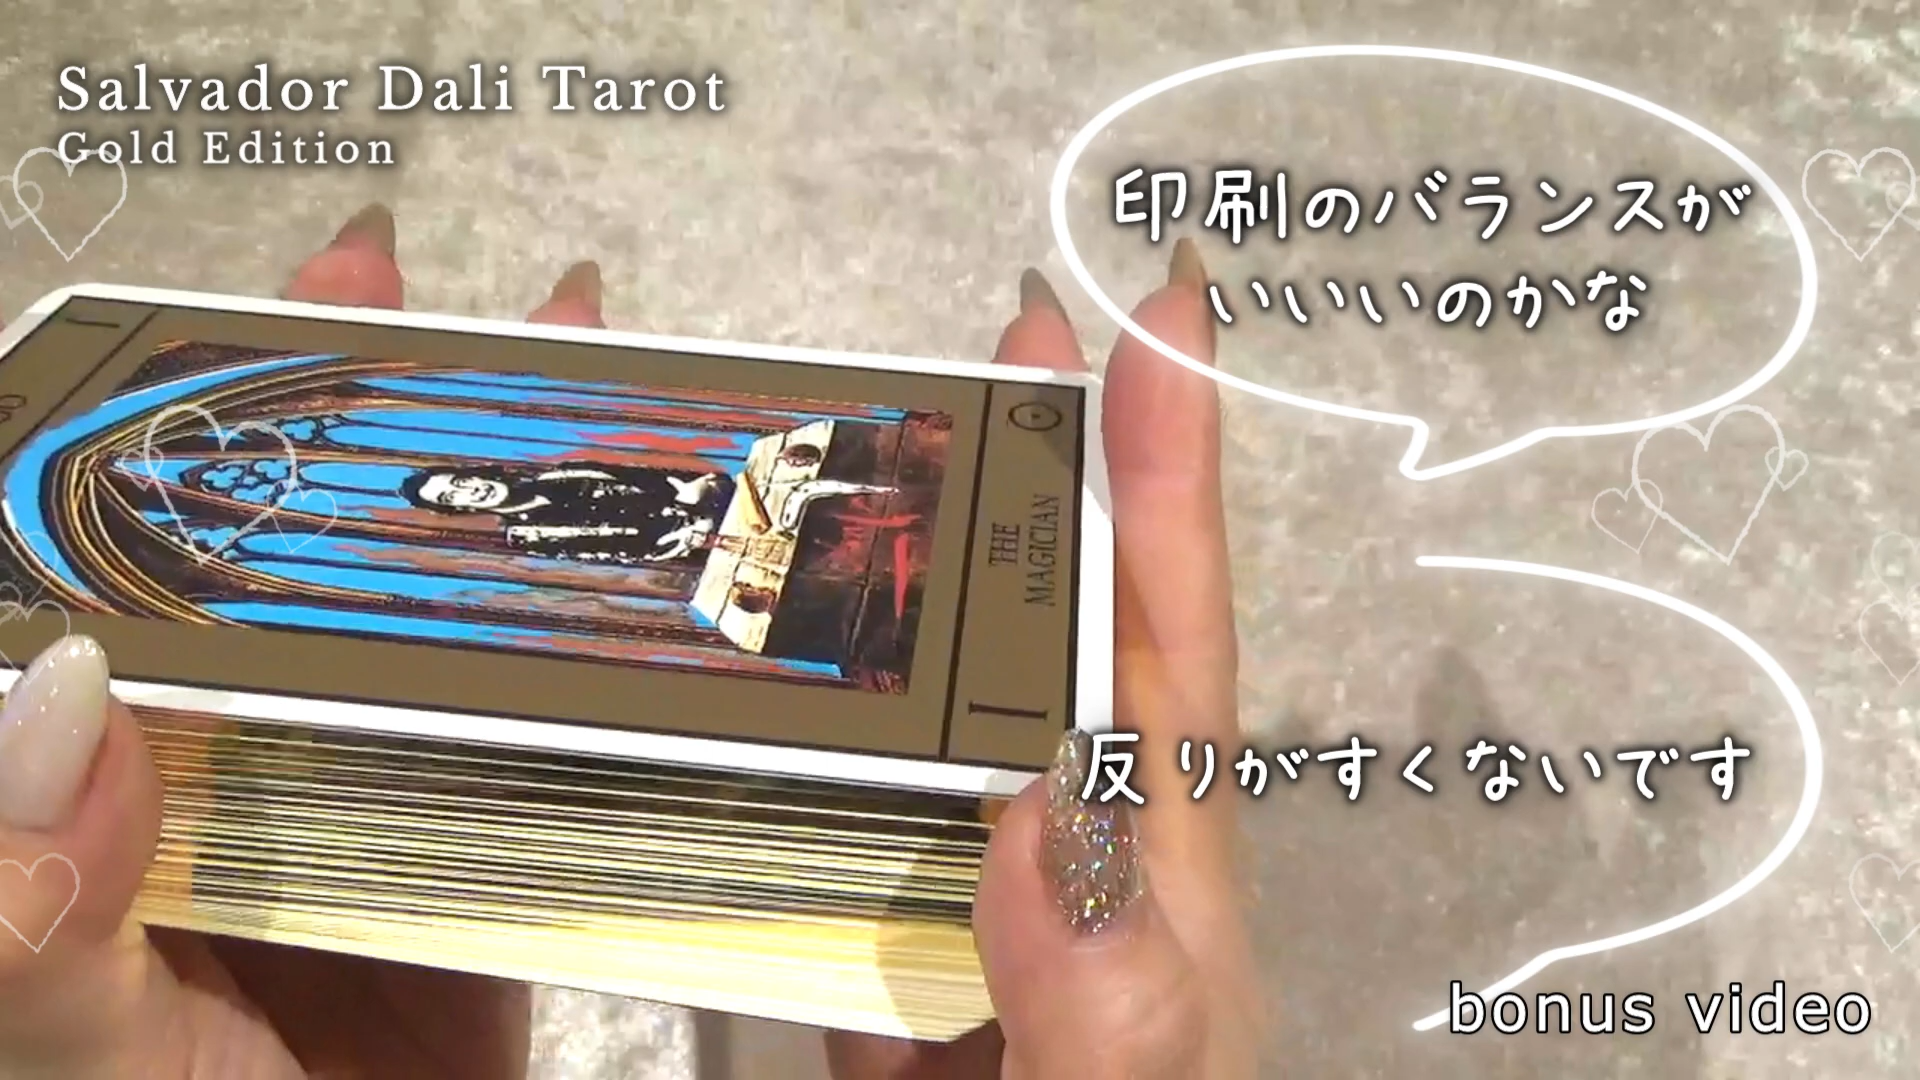 Salvador Dali Tarot
Gold Edition
印刷のバランスが
いいいのかな
反りがすくないです
THE
MAGICIAN
I
I
bonus video